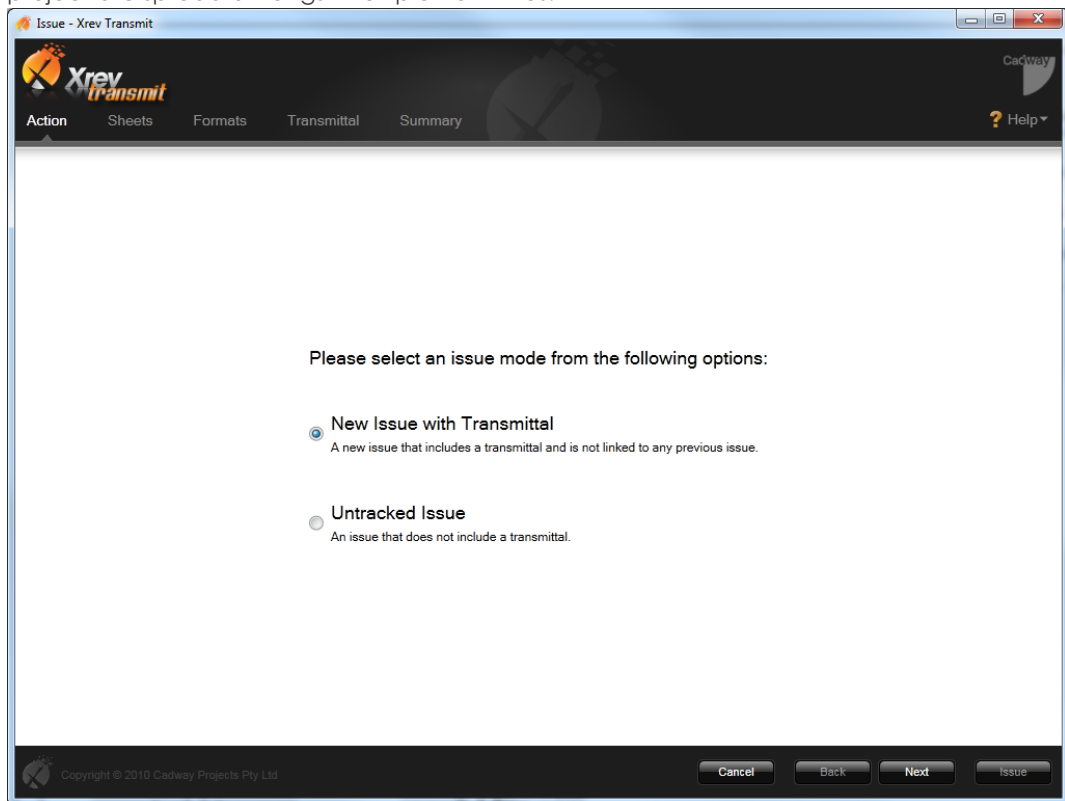 Issue - Xrev Transmit
Xrev
transmit
Cadway
Action Sheets Formats Transmittal Summary ? Help
Please select an issue mode from the following options:
New Issue with Transmittal
A new issue that includes a transmittal and is not linked to any previous issue.
Untracked Issue
An issue that does not include a transmittal.
Copyright © 2010 Cadway Projects Pty Ltd
Cancel Back Next Issue